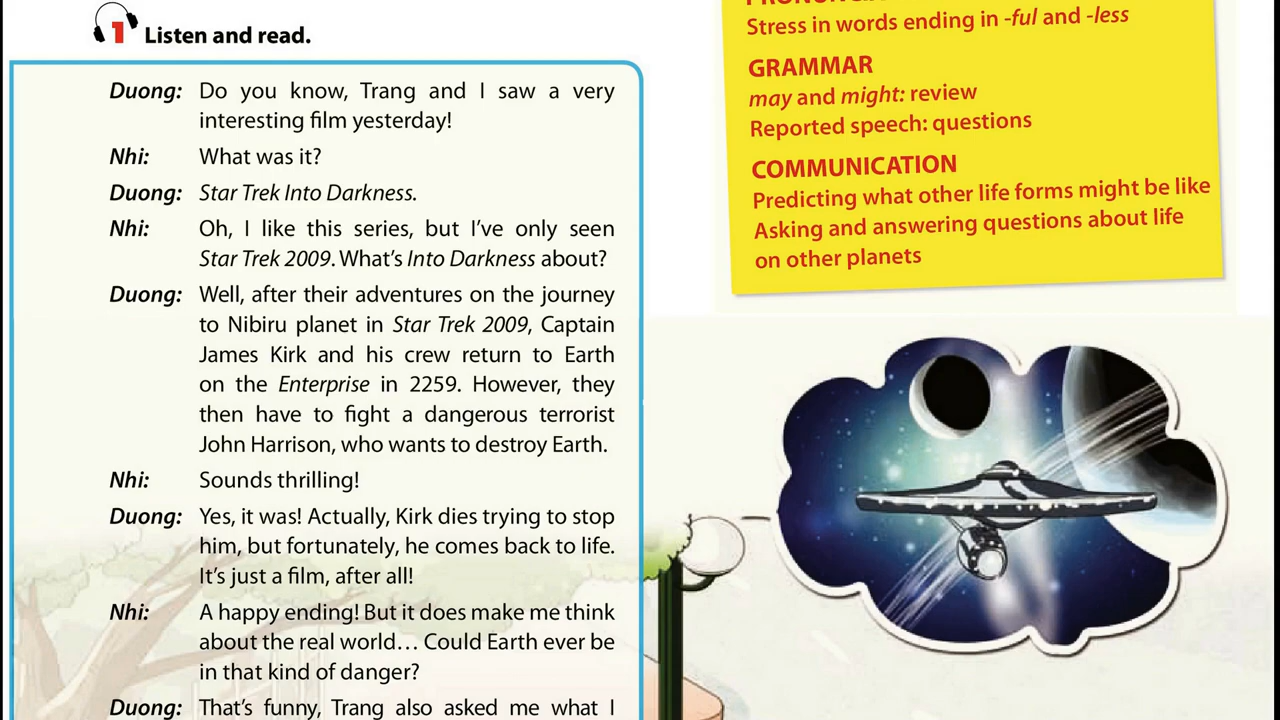 1 Listen and read.
Duong: Do you know, Trang and I saw a very
interesting film yesterday!
Nhi: What was it?
Duong: Star Trek Into Darkness.
Nhi: Oh, I like this series, but I’ve only seen
Star Trek 2009. What’s Into Darkness about?
Duong: Well, after their adventures on the journey
to Nibiru planet in Star Trek 2009, Captain
James Kirk and his crew return to Earth
on the Enterprise in 2259. However, they
then have to fight a dangerous terrorist
John Harrison, who wants to destroy Earth.
Nhi: Sounds thrilling!
Duong: Yes, it was! Actually, Kirk dies trying to stop
him, but fortunately, he comes back to life.
It’s just a film, after all!
Nhi: A happy ending! But it does make me think
about the real world… Could Earth ever be
in that kind of danger?
Duong: That’s funny, Trang also asked me what I
Stress in words ending in -ful and -less
GRAMMAR
may and might: review
Reported speech: questions
COMMUNICATION
Predicting what other life forms might be like
Asking and answering questions about life
on other planets